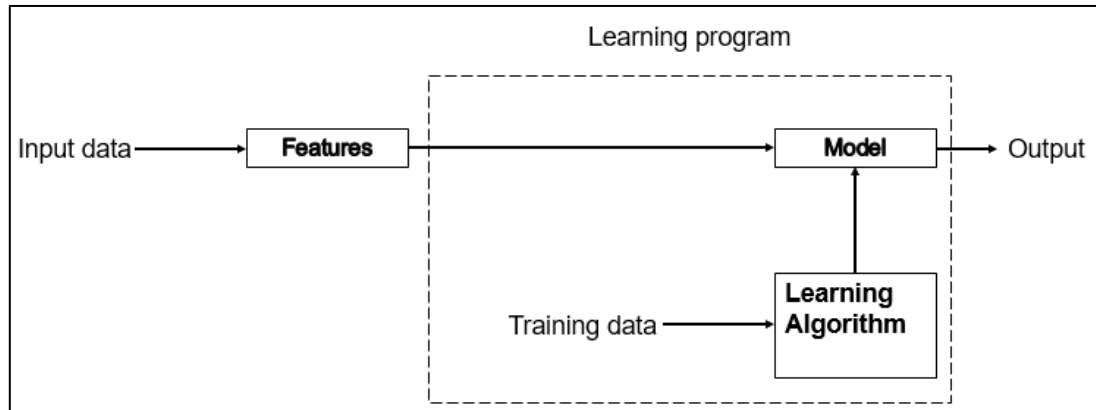 Learning program
Input data
Features
Model
Output
Training data
Learning
Algorithm